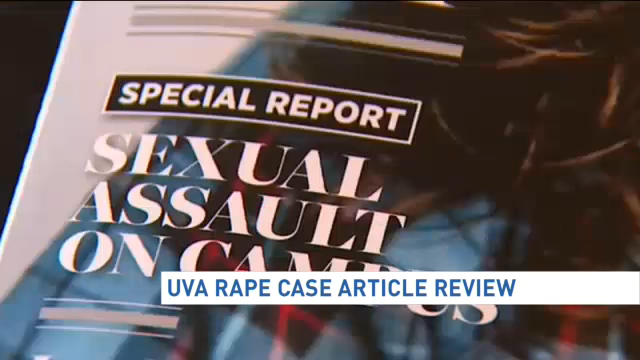 SPECIAL REPORT
SEXUAL
ASSAULT
ON CAMPUS
UVA RAPE CASE ARTICLE REVIEW